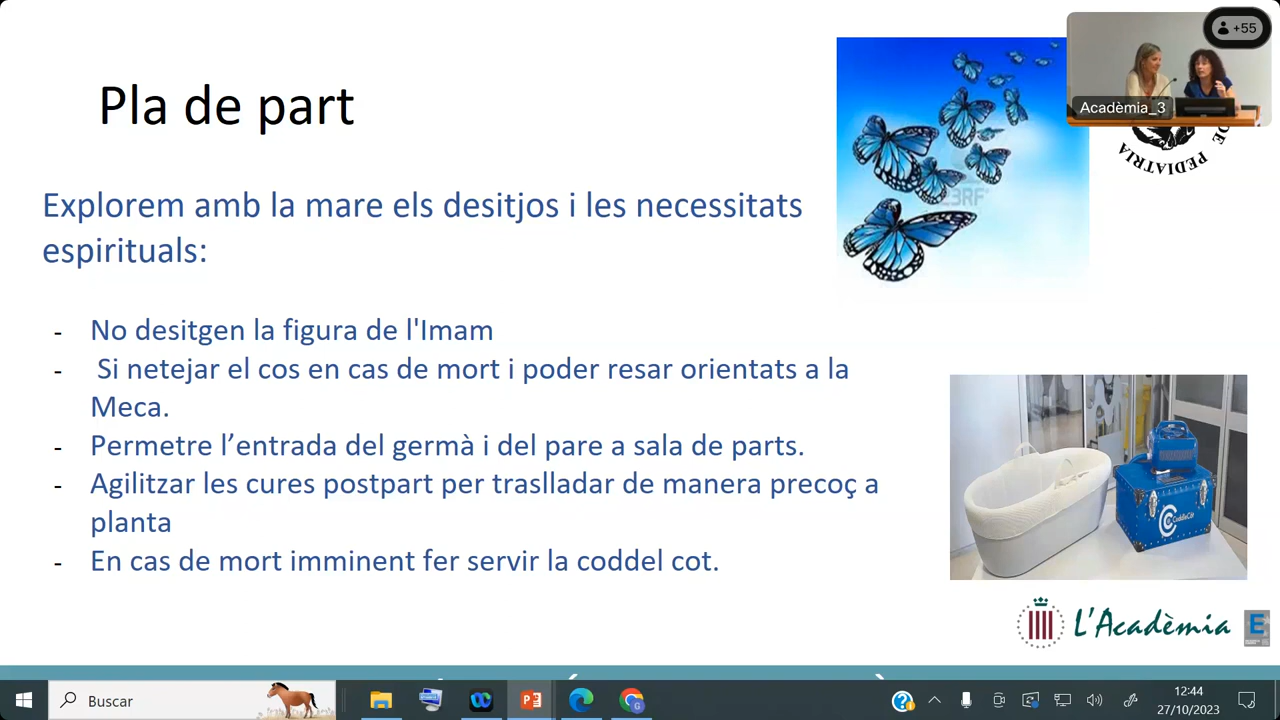 +55
Acadèmia_3
DE PEDIATRIA
Pla de part
Explorem amb la mare els desitjos i les necessitats
espirituals:
- No desitgen la figura de l'Imam
- Si netejar el cos en cas de mort i poder resar orientats a la
Meca.
- Permetre l’entrada del germà i del pare a sala de parts.
- Agilitzar les cures postpart per traslladar de manera precoç a
planta
- En cas de mort imminent fer servir la coddel cot.
23RF
CuddleCot
L'Acadèmia
E
Buscar
12:44
27/10/2023